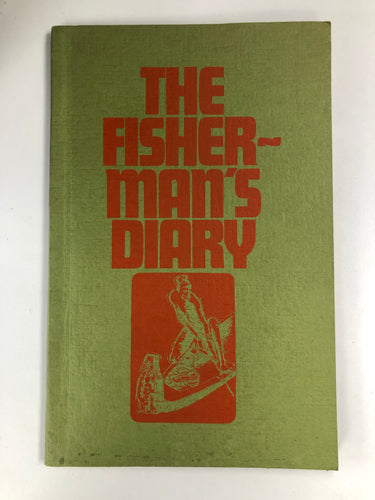 THE
FISHER~
MAN'S
DIARY